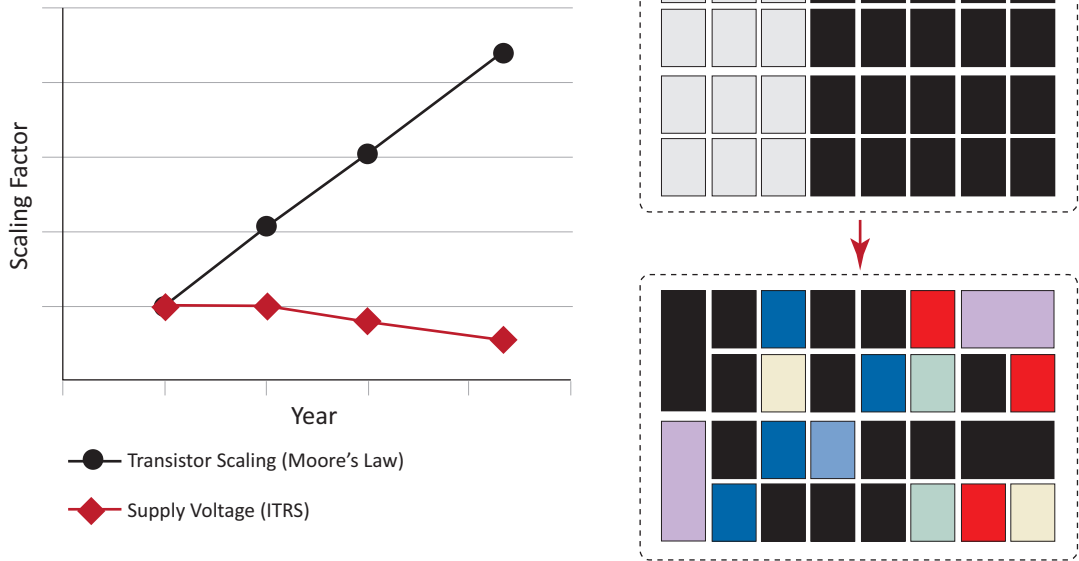 Scaling Factor
Year
Transistor Scaling (Moore's Law)
Supply Voltage (ITRS)